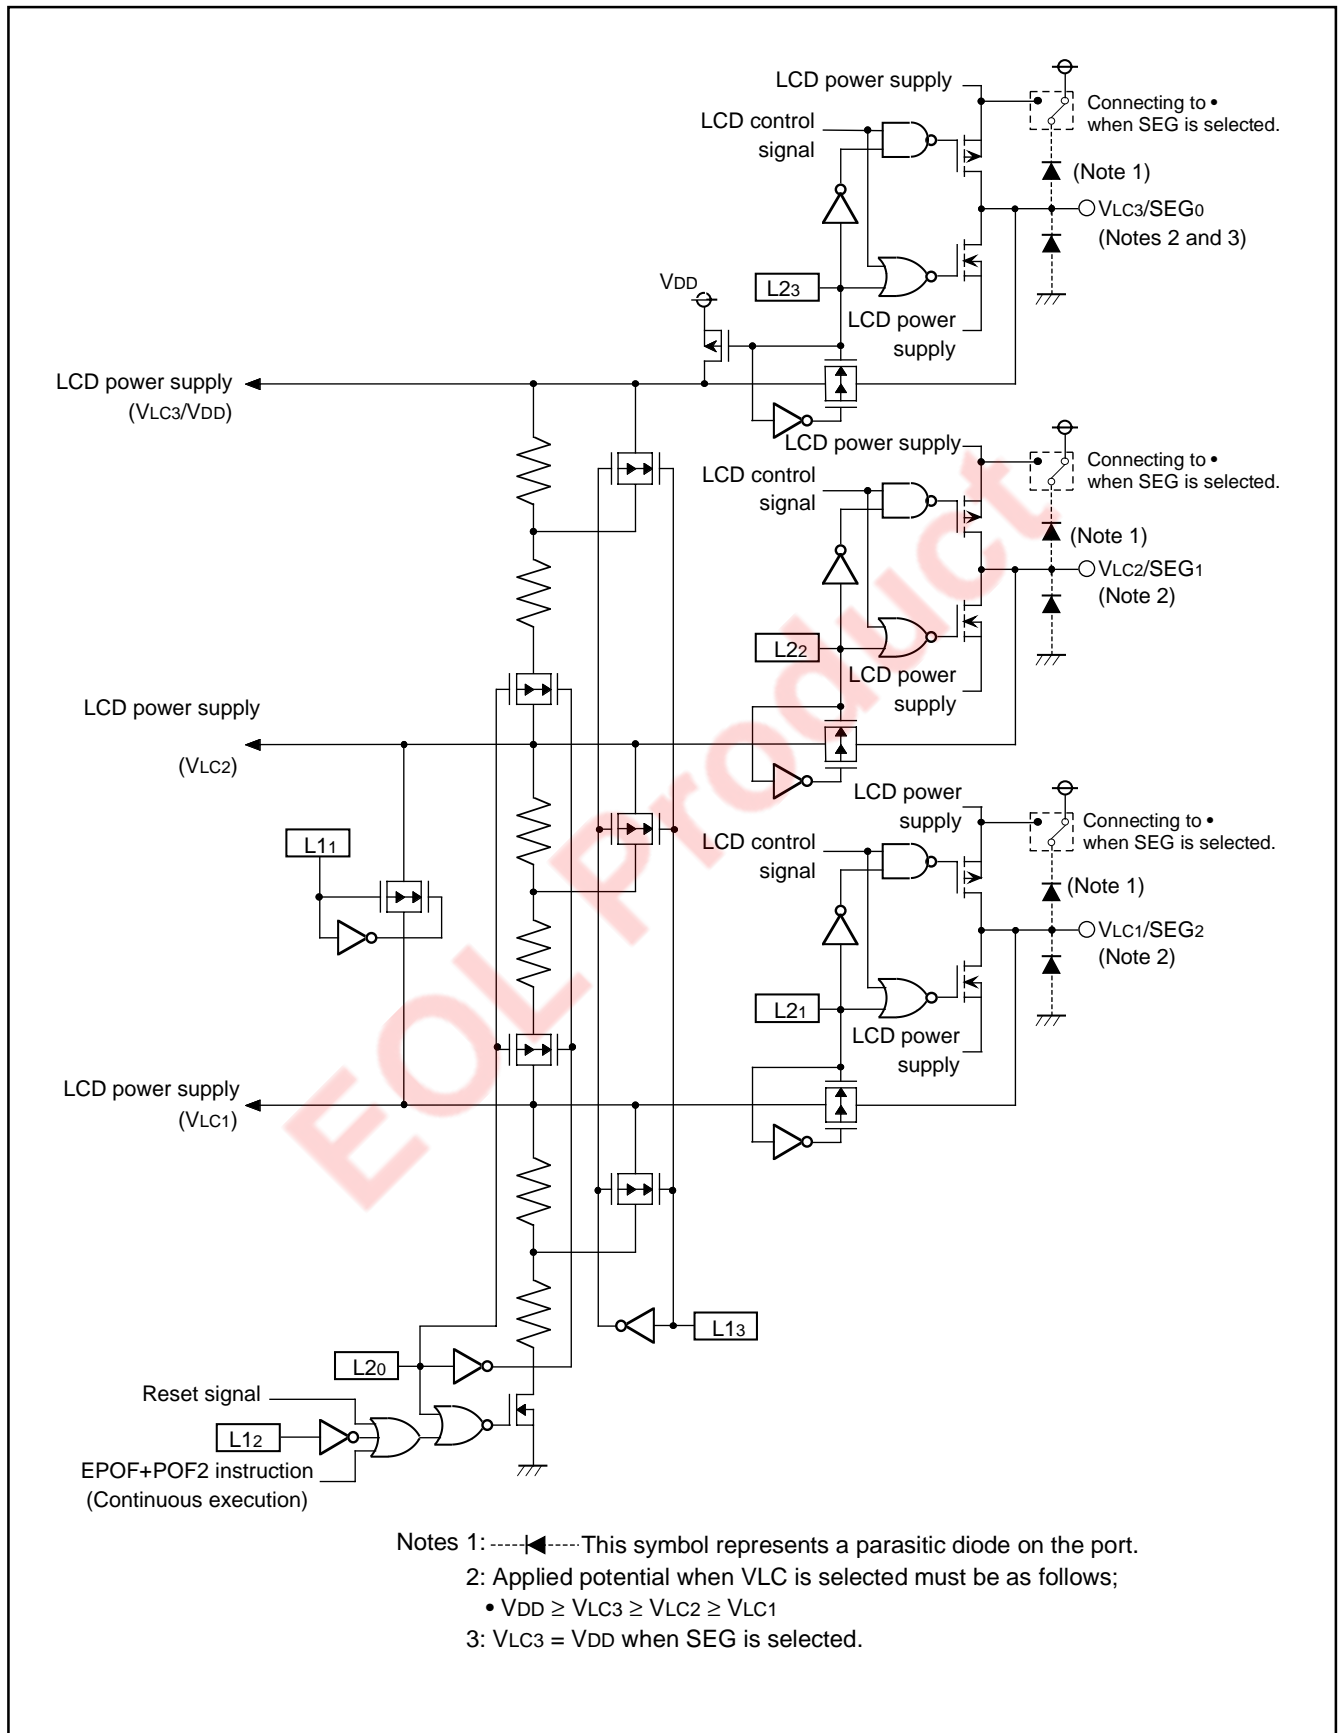 LCD power supply
Connecting to •
when SEG is selected.
LCD control
signal
(Note 1)
VLC3/SEG0
(Notes 2 and 3)
L23
VDD
LCD power
supply
LCD power supply
(VLC3/VDD)
LCD power supply
Connecting to •
when SEG is selected.
LCD control
signal
(Note 1)
VLC2/SEG1
(Note 2)
L22
LCD power
supply
LCD power supply
(VLC2)
LCD power
supply
Connecting to •
when SEG is selected.
L11
LCD control
signal
(Note 1)
VLC1/SEG2
(Note 2)
L21
LCD power
supply
LCD power supply
(VLC1)
L13
L20
Reset signal
L12
EPOF+POF2 instruction
(Continuous execution)
Notes 1: This symbol represents a parasitic diode on the port.
2: Applied potential when VLC is selected must be as follows;
• VDD ≥ VLC3 ≥ VLC2 ≥ VLC1
3: VLC3 = VDD when SEG is selected.
EOL Product